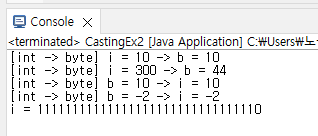 Console
<terminated> CastingEx2 [Java Application] C:₩Users₩노
[int -> byte] i = 10 -> b = 10
[int -> byte] i = 300 -> b = 44
[int -> byte] b = 10 -> i = 10
[int -> byte] b = -2 -> i = -2
i = 11111111111111111111111111111110